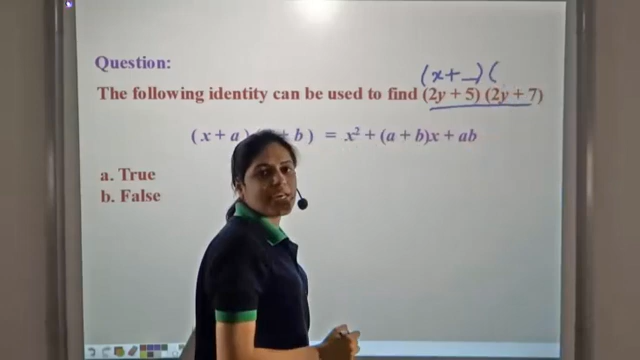 Question:
(x + _) (
The following identity can be used to find (2y + 5) (2y + 7)
( x + a ) + b ) = x² + (a + b)x + ab
a. True
b. False